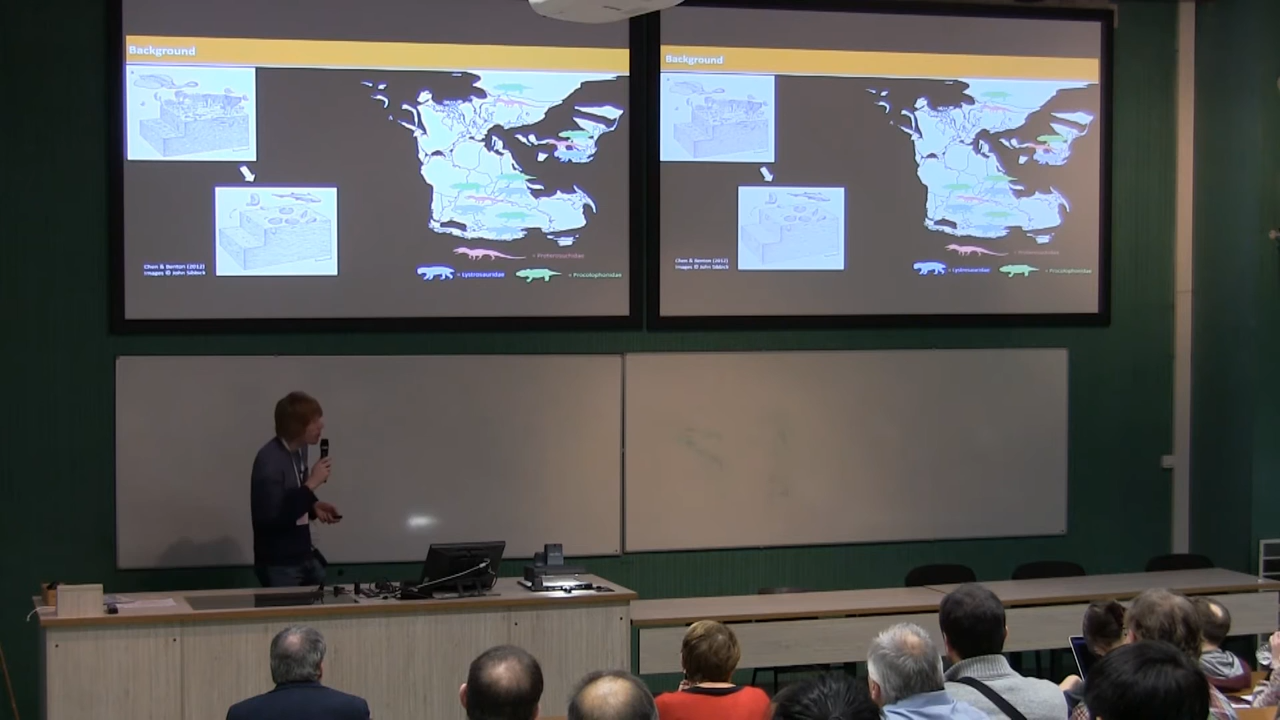 Background
Chen & Benton (2012)
Images © John Sibbick
= Proterosuchidae
= Lystrosauridae
= Procolophonidae
Background
Chen & Benton (2012)
Images © John Sibbick
= Lystrosauridae
= Procolophonidae